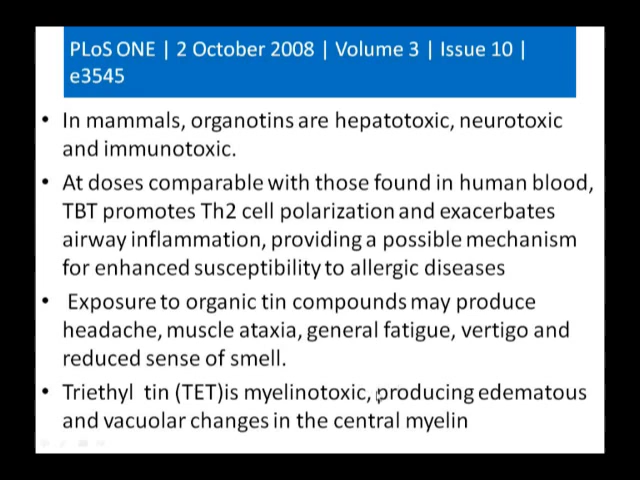 PLoS ONE | 2 October 2008 | Volume 3 | Issue 10 |
e3545
• In mammals, organotins are hepatotoxic, neurotoxic
and immunotoxic.
• At doses comparable with those found in human blood,
TBT promotes Th2 cell polarization and exacerbates
airway inflammation, providing a possible mechanism
for enhanced susceptibility to allergic diseases
• Exposure to organic tin compounds may produce
headache, muscle ataxia, general fatigue, vertigo and
reduced sense of smell.
• Triethyl tin (TET)is myelinotoxic, producing edematous
and vacuolar changes in the central myelin